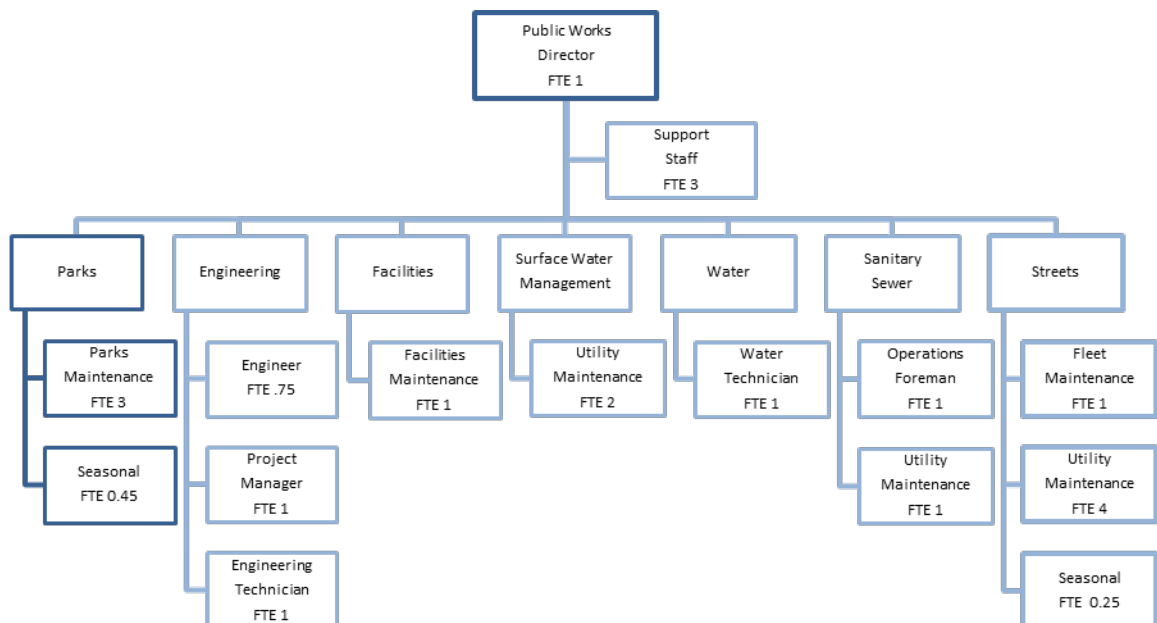 Public Works
Director
FTE 1
Support
Staff
FTE 3
Parks
Engineering
Facilities
Surface Water
Management
Water
Sanitary
Sewer
Streets
Parks
Maintenance
FTE 3
Engineer
FTE .75
Facilities
Maintenance
FTE 1
Utility
Maintenance
FTE 2
Water
Technician
FTE 1
Operations
Foreman
FTE 1
Fleet
Maintenance
FTE 1
Seasonal
FTE 0.45
Project
Manager
FTE 1
Utility
Maintenance
FTE 1
Utility
Maintenance
FTE 4
Engineering
Technician
FTE 1
Seasonal
FTE 0.25